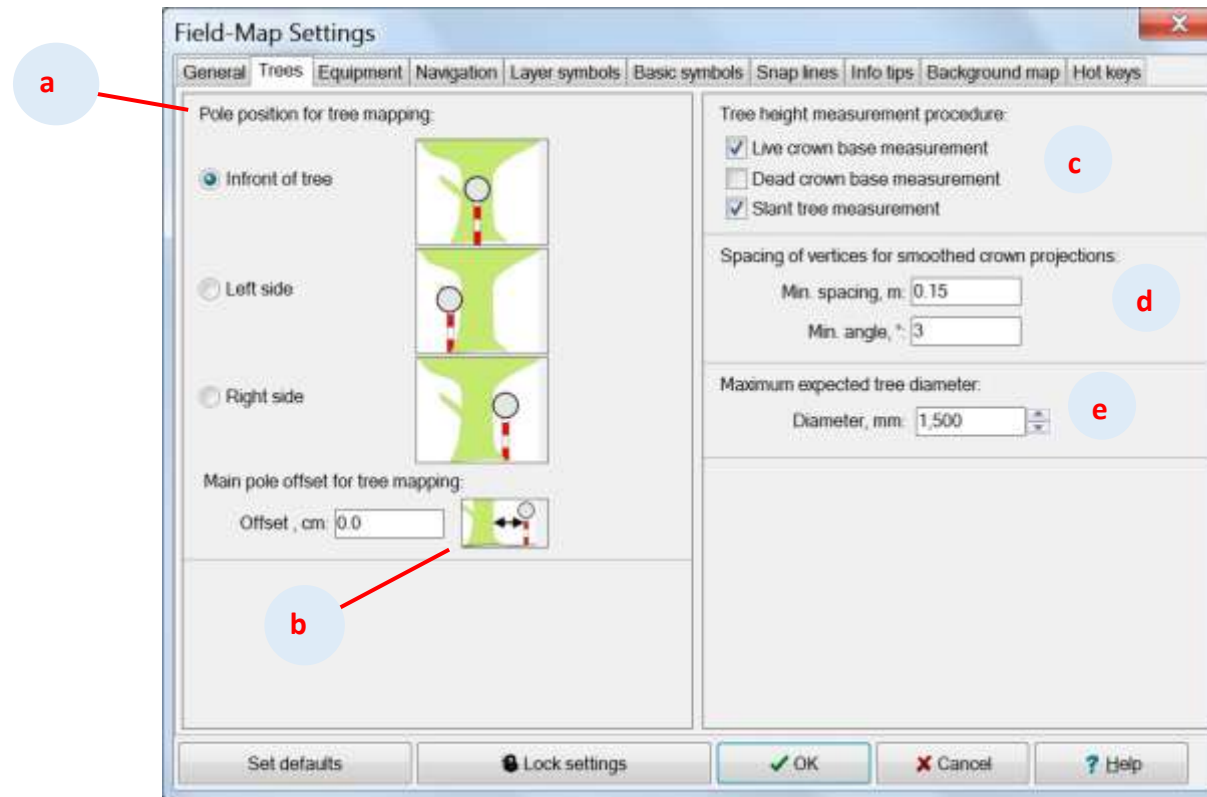 Field-Map Settings
X
General Trees Equipment Navigation Layer symbols Basic symbols Snap lines Info tips Background map Hot keys
a
Pole position for tree mapping:
Infront of tree
Left side
Right side
Main pole offset for tree mapping:
Offset , cm: 0.0
b
Tree height measurement procedure:
Live crown base measurement
Dead crown base measurement
Slant tree measurement
c
Spacing of vertices for smoothed crown projections:
Min. spacing, m: 0.15
Min. angle, °: 3
d
Maximum expected tree diameter:
Diameter, mm: 1,500
e
Set defaults Lock settings OK Cancel ? Help